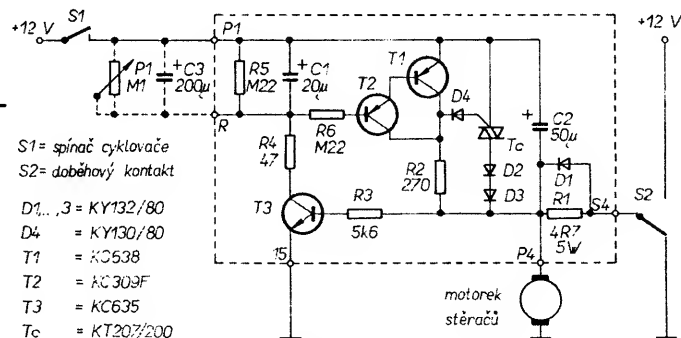 +12 V
S1
P1
T1
+12 V
P1
M1
+
C3
200µ
R5
M22
+
C1
20µ
T2
D4
R
R6
M22
Tc
+
C2
50µ
S1= spínač cyklovače
S2= doběhový kontakt
R4
47
R2
270
D2
D1
D3
S2
D1...,3 = KY132/80
T3
R3
R1
S4
D4 = KY130/80
5k6
4R7
5W
T1 = KC638
15
P4
T2 = KC309F
T3 = KC635
motorek
stěračů
Tc = KT207/200